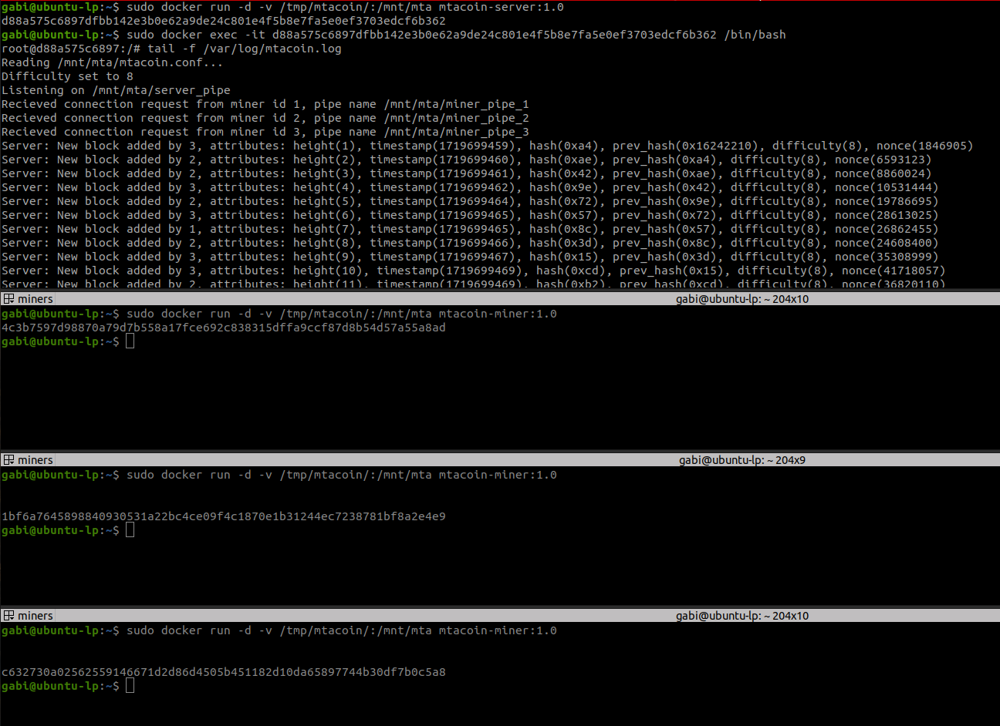 gabi@ubuntu-lp:~$ sudo docker run -d -v /tmp/mtacoin/:/mnt/mta mtacoin-server:1.0
d88a575c6897dfbb142e3b0e62a9de24c801e4f5b8e7fa5e0ef3703edcf6b362
gabi@ubuntu-lp:~$ sudo docker exec -it d88a575c6897dfbb142e3b0e62a9de24c801e4f5b8e7fa5e0ef3703edcf6b362 /bin/bash
root@d88a575c6897:/# tail -f /var/log/mtacoin.log
Reading /mnt/mta/mtacoin.conf...
Difficulty set to 8
Listening on /mnt/mta/server_pipe
Recieved connection request from miner id 1, pipe name /mnt/mta/miner_pipe_1
Recieved connection request from miner id 2, pipe name /mnt/mta/miner_pipe_2
Recieved connection request from miner id 3, pipe name /mnt/mta/miner_pipe_3
Server: New block added by 3, attributes: height(1), timestamp(1719699459), hash(0xa4), prev_hash(0x16242210), difficulty(8), nonce(1846905)
Server: New block added by 2, attributes: height(2), timestamp(1719699460), hash(0xae), prev_hash(0xa4), difficulty(8), nonce(6593123)
Server: New block added by 2, attributes: height(3), timestamp(1719699461), hash(0x42), prev_hash(0xae), difficulty(8), nonce(8860024)
Server: New block added by 3, attributes: height(4), timestamp(1719699462), hash(0x9e), prev_hash(0x42), difficulty(8), nonce(10531444)
Server: New block added by 2, attributes: height(5), timestamp(1719699464), hash(0x72), prev_hash(0x9e), difficulty(8), nonce(19786695)
Server: New block added by 3, attributes: height(6), timestamp(1719699465), hash(0x57), prev_hash(0x72), difficulty(8), nonce(28613025)
Server: New block added by 1, attributes: height(7), timestamp(1719699465), hash(0x8c), prev_hash(0x57), difficulty(8), nonce(26862455)
Server: New block added by 2, attributes: height(8), timestamp(1719699466), hash(0x3d), prev_hash(0x8c), difficulty(8), nonce(24608400)
Server: New block added by 3, attributes: height(9), timestamp(1719699467), hash(0x15), prev_hash(0x3d), difficulty(8), nonce(35308999)
Server: New block added by 3, attributes: height(10), timestamp(1719699469), hash(0xcd), prev_hash(0x15), difficulty(8), nonce(41718057)
Server: New block added by 2, attributes: height(11), timestamp(1719699469), hash(0xb2), prev_hash(0xcd), difficulty(8), nonce(36820110)
miners gabi@ubuntu-lp: ~ 204x10
gabi@ubuntu-lp:~$ sudo docker run -d -v /tmp/mtacoin/:/mnt/mta mtacoin-miner:1.0
4c3b7597d98870a79d7b558a17fce692c838315dffa9ccf87d8b54d57a55a8ad
gabi@ubuntu-lp:~$
miners gabi@ubuntu-lp: ~ 204x9
gabi@ubuntu-lp:~$ sudo docker run -d -v /tmp/mtacoin/:/mnt/mta mtacoin-miner:1.0
1bf6a7645898840930531a22bc4ce09f4c1870e1b31244ec7238781bf8a2e4e9
gabi@ubuntu-lp:~$
miners gabi@ubuntu-lp: ~ 204x10
gabi@ubuntu-lp:~$ sudo docker run -d -v /tmp/mtacoin/:/mnt/mta mtacoin-miner:1.0
c632730a02562559146671d2d86d4505b451182d10da65897744b30df7b0c5a8
gabi@ubuntu-lp:~$